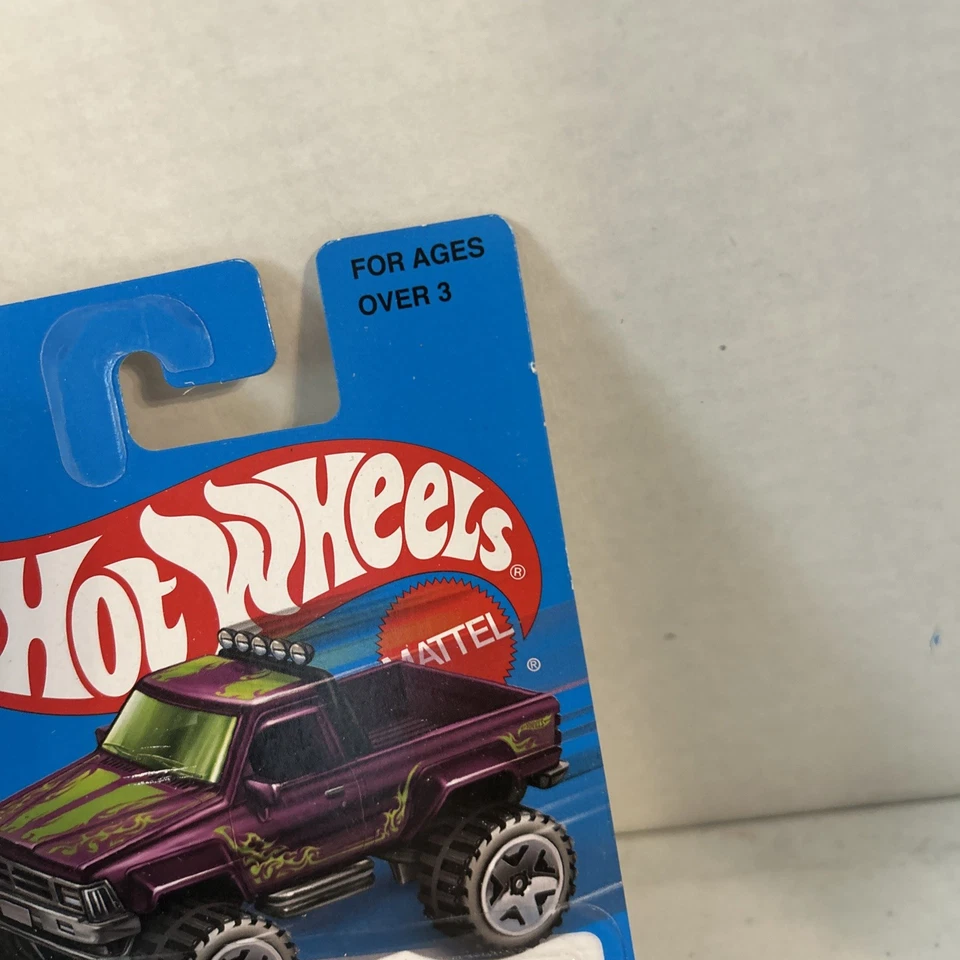 FOR AGES
OVER 3
HOT WHEELS®
MATTEL ®